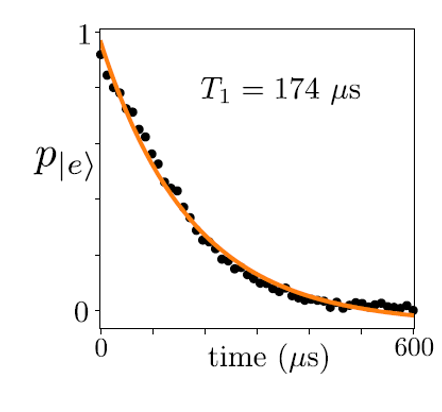 1
T₁ = 174 μs
p|e⟩
0
0
600
time (μs)